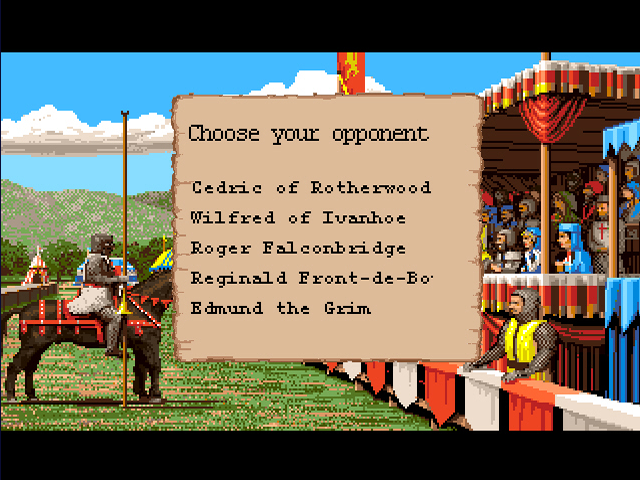 Choose your opponent
Cedric of Rotherwood
Wilfred of Ivanhoe
Roger Falconbridge
Reginald Front-de-Bo
Edmund the Grim